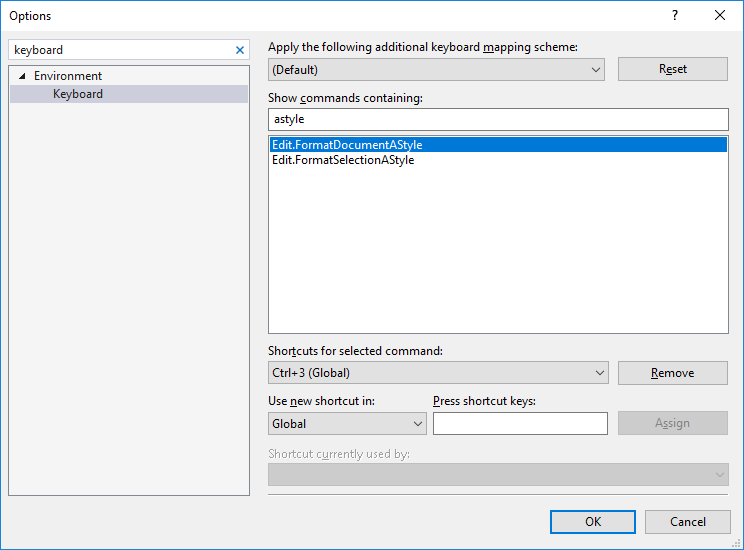 Options
?
keyboard
Environment
Keyboard
Apply the following additional keyboard mapping scheme:
(Default)
Reset
Show commands containing:
astyle
Edit.FormatDocumentAStyle
Edit.FormatSelectionAStyle
Shortcuts for selected command:
Ctrl+3 (Global)
Remove
Use new shortcut in:
Press shortcut keys:
Global
Assign
Shortcut currently used by:
OK
Cancel